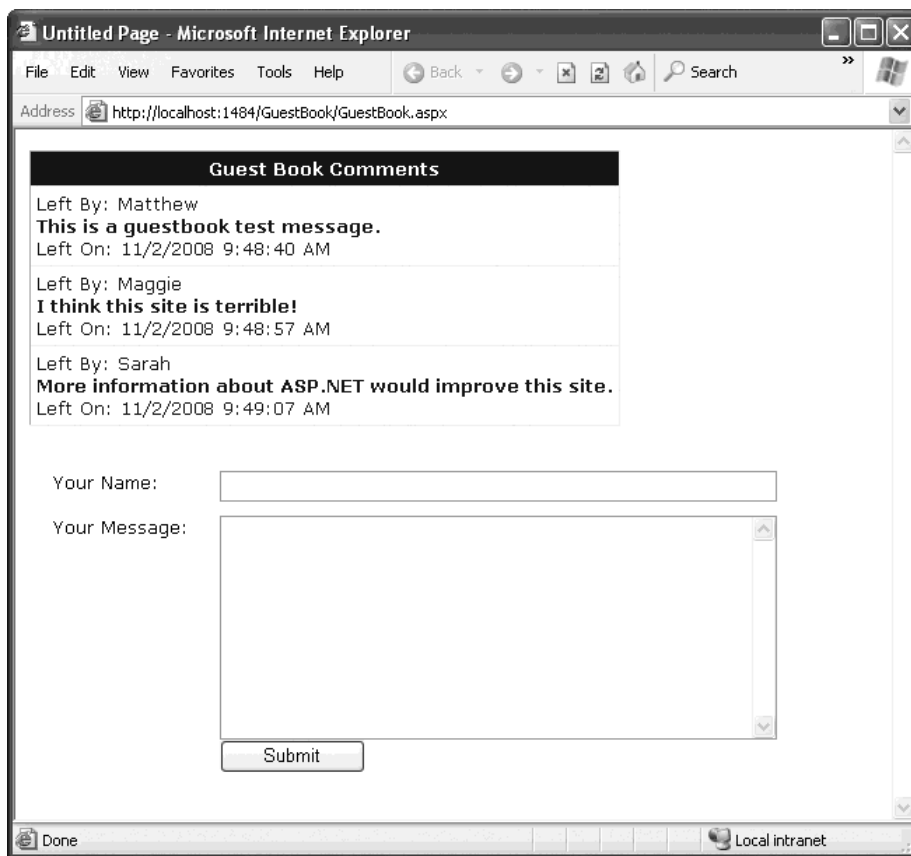 Untitled Page - Microsoft Internet Explorer
File Edit View Favorites Tools Help Back Search »
Address http://localhost:1484/GuestBook/GuestBook.aspx
Guest Book Comments
Left By: Matthew
This is a guestbook test message.
Left On: 11/2/2008 9:48:40 AM
Left By: Maggie
I think this site is terrible!
Left On: 11/2/2008 9:48:57 AM
Left By: Sarah
More information about ASP.NET would improve this site.
Left On: 11/2/2008 9:49:07 AM
Your Name:
Your Message:
Submit
Done Local intranet